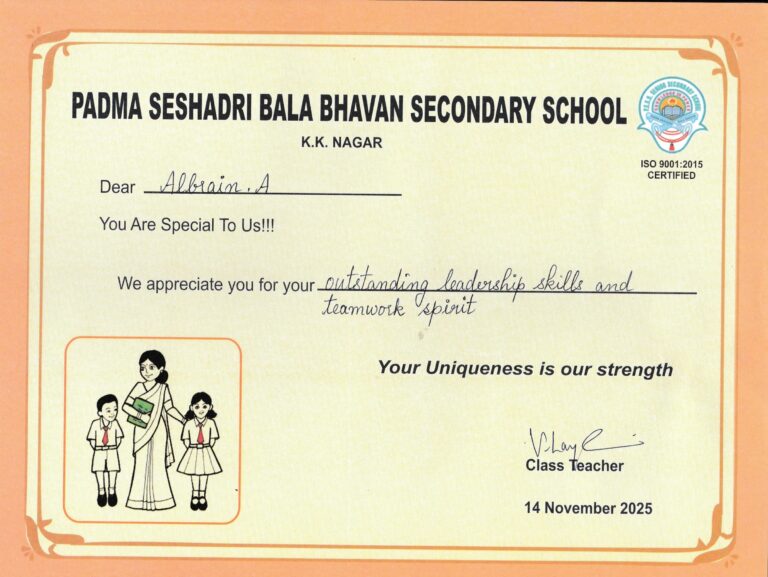 PADMA SESHADRI BALA BHAVAN SECONDARY SCHOOL
K.K. NAGAR
ISO 9001:2015
CERTIFIED
Dear Albrain.A
You Are Special To Us!!!
We appreciate you for your outstanding leadership skills and
teamwork spirit
Your Uniqueness is our strength
Class Teacher
14 November 2025